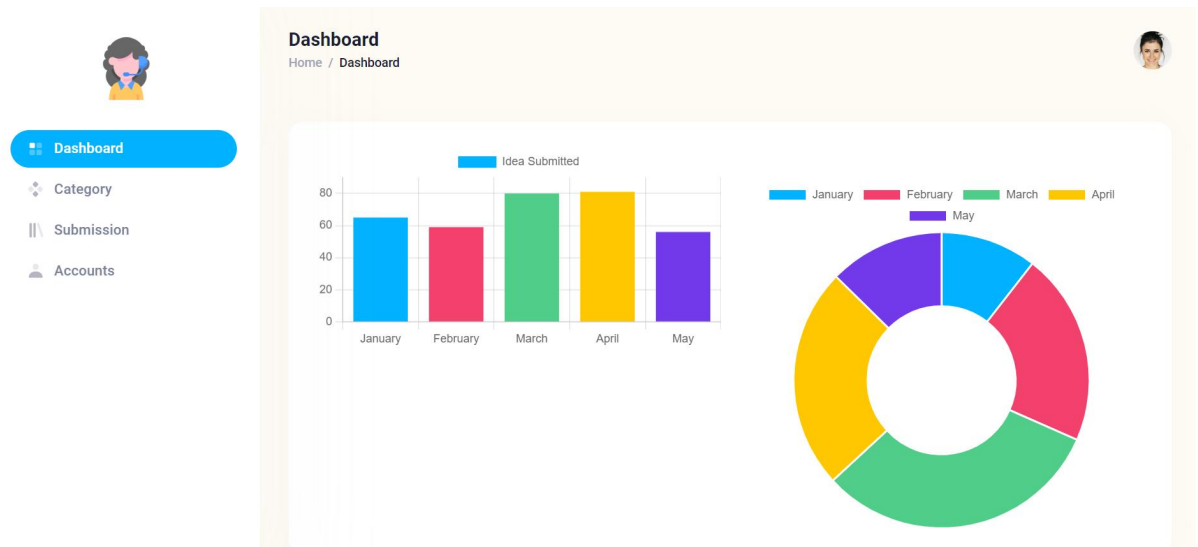 Dashboard
Category
Submission
Accounts
Dashboard
Home / Dashboard
Idea Submitted
80
60
40
20
0
January February March April May
January February March April
May